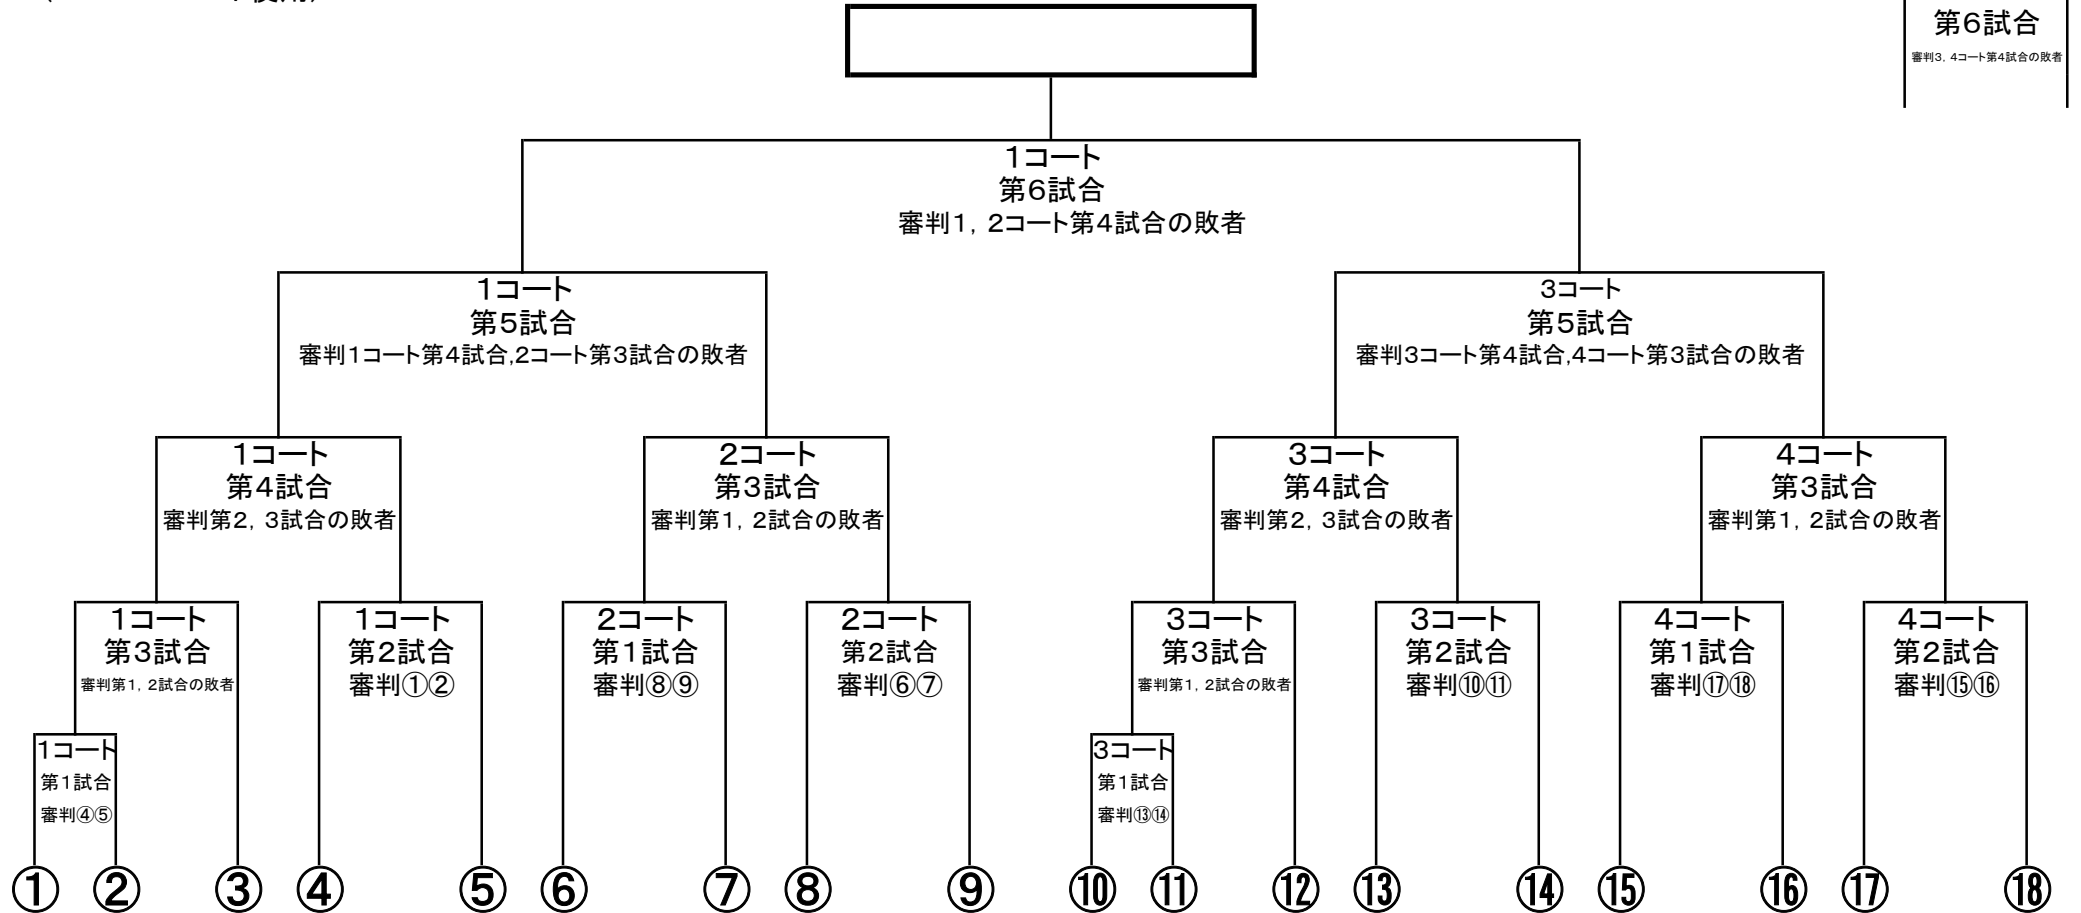 第6試合
審判3，4コート第4試合の敗者
1コート
第6試合
審判1，2コート第4試合の敗者
1コート
第5試合
審判1コート第4試合,2コート第3試合の敗者
3コート
第5試合
審判3コート第4試合,4コート第3試合の敗者
1コート
第4試合
審判第2，3試合の敗者
2コート
第3試合
審判第1，2試合の敗者
3コート
第4試合
審判第2，3試合の敗者
4コート
第3試合
審判第1，2試合の敗者
1コート
第3試合
審判第1，2試合の敗者
1コート
第2試合
審判①②
2コート
第1試合
審判⑧⑨
2コート
第2試合
審判⑥⑦
3コート
第3試合
審判第1，2試合の敗者
3コート
第2試合
審判⑩⑪
4コート
第1試合
審判⑰⑱
4コート
第2試合
審判⑮⑯
1コート
第1試合
審判④⑤
3コート
第1試合
審判⑬⑭
① ② ③ ④ ⑤ ⑥ ⑦ ⑧ ⑨ ⑩ ⑪ ⑫ ⑬ ⑭ ⑮ ⑯ ⑰ ⑱